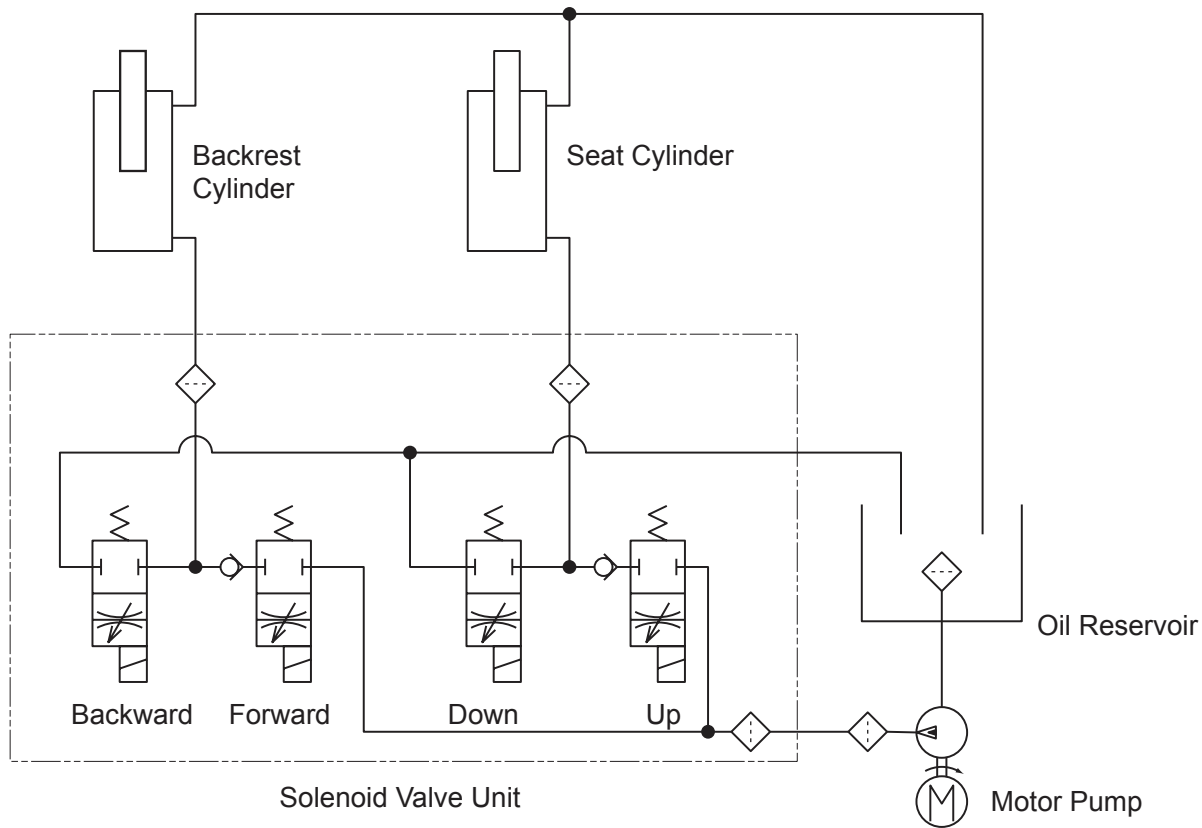 Backrest
Cylinder
Seat Cylinder
Oil Reservoir
Backward
Forward
Down
Up
Solenoid Valve Unit
M
Motor Pump